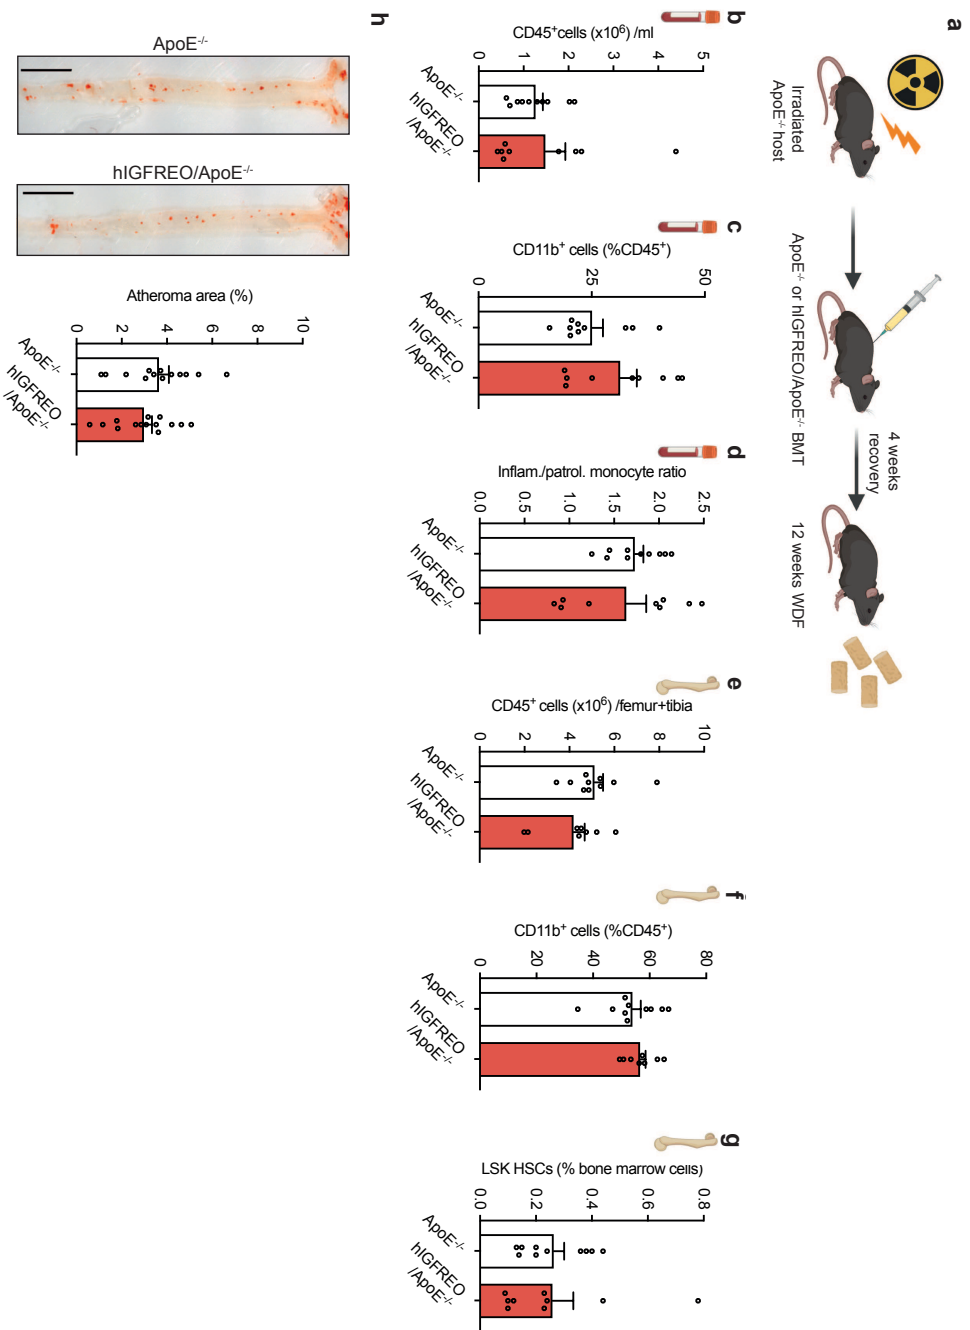 a
Irradiated
ApoE-/- host
ApoE-/- or hIGFREO/ApoE-/- BMT
4 weeks
recovery
12 weeks WDF
b
CD45+cells (x10⁶) /ml
0
1
2
3
4
5
ApoE-/-
hIGFREO
/ApoE-/-
c
CD11b+ cells (%CD45+)
0
25
50
ApoE-/-
hIGFREO
/ApoE-/-
d
Inflam./patrol. monocyte ratio
0.0
0.5
1.0
1.5
2.0
2.5
ApoE-/-
hIGFREO
/ApoE-/-
e
CD45+ cells (x10⁶) /femur+tibia
0
2
4
6
8
10
ApoE-/-
hIGFREO
/ApoE-/-
f
CD11b+ cells (%CD45+)
0
20
40
60
80
ApoE-/-
hIGFREO
/ApoE-/-
g
LSK HSCs (% bone marrow cells)
0.0
0.2
0.4
0.6
0.8
ApoE-/-
hIGFREO
/ApoE-/-
h
ApoE-/-
hIGFREO/ApoE-/-
Atheroma area (%)
0
2
4
6
8
10
ApoE-/-
hIGFREO
/ApoE-/-